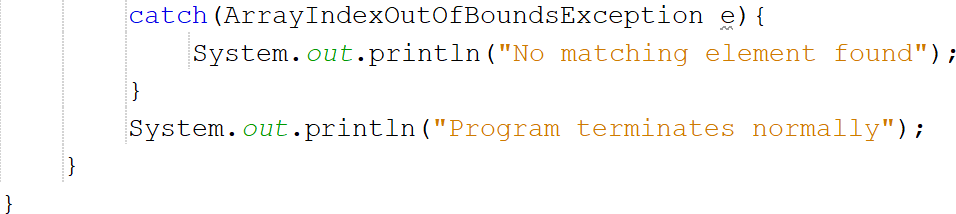 catch(ArrayIndexOutOfBoundsException e){
System.out.println("No matching element found");
}
System.out.println("Program terminates normally");
}
}